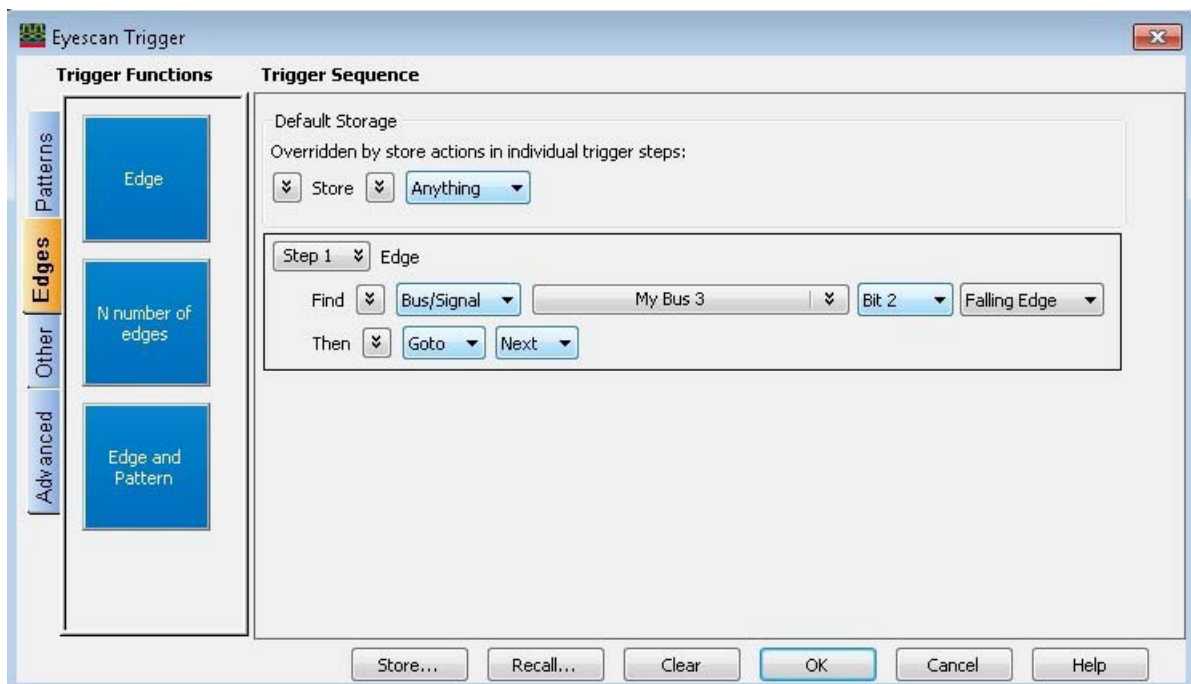 Eyescan Trigger
Trigger Functions
Trigger Sequence
Patterns
Edges
Other
Advanced
Edge
N number of
edges
Edge and
Pattern
Default Storage
Overridden by store actions in individual trigger steps:
Store Anything
Step 1 Edge
Find Bus/Signal My Bus 3 Bit 2 Falling Edge
Then Goto Next
Store... Recall... Clear OK Cancel Help